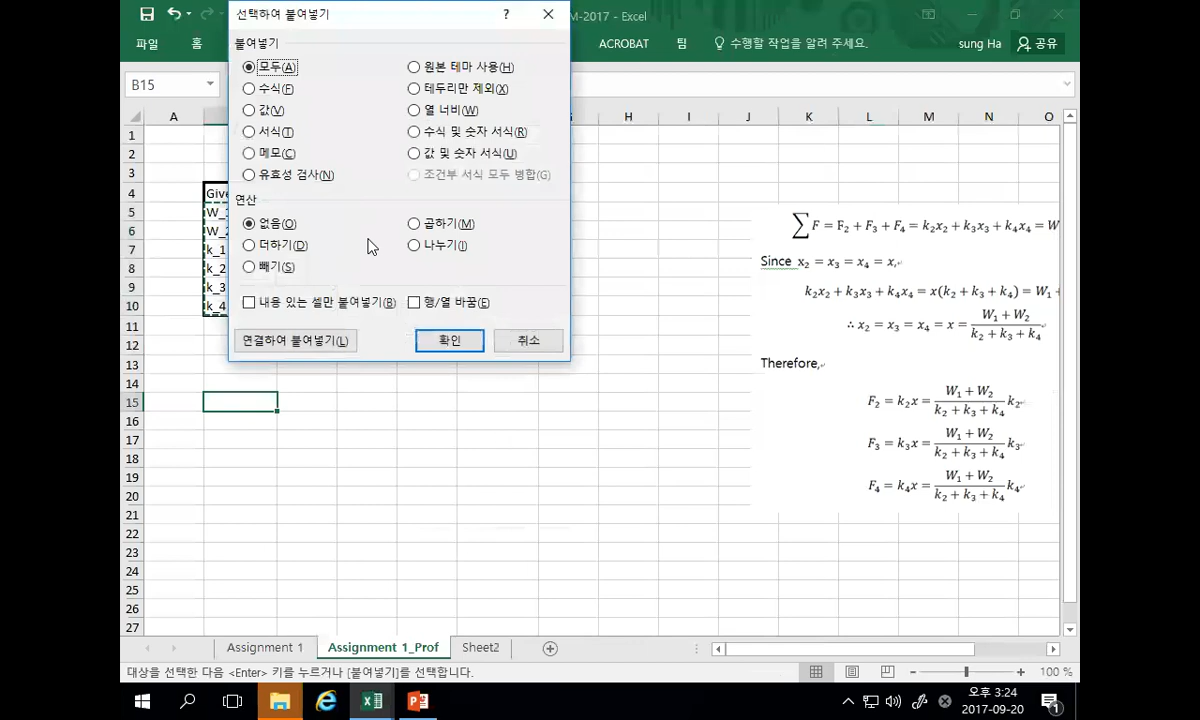 선택하여 붙여넣기
M-2017 - Excel
파일
홈
ACROBAT
팀
수행할 작업을 알려 주세요.
sung Ha
공유
B15
붙여넣기
모두(A)
수식(F)
값(V)
서식(T)
메모(C)
유효성 검사(N)
원본 테마 사용(H)
테두리만 제외(X)
열 너비(W)
수식 및 숫자 서식(R)
값 및 숫자 서식(U)
조건부 서식 모두 병합(G)
연산
없음(O)
더하기(D)
빼기(S)
곱하기(M)
나누기(I)
내용 있는 셀만 붙여넣기(B)
행/열 바꿈(E)
연결하여 붙여넣기(L)
확인
취소
A H I J K L M N O
1
2
3
4 Give
5 W_
6 W_
7 k_1
8 k_2
9 k_3
10 k_4
11
12
13
14
15
16
17
18
19
20
21
22
23
24
25
26
27
∑F = F₂ + F₃ + F₄ = k₂x₂ + k₃x₃ + k₄x₄ = W
Since x₂ = x₃ = x₄ = x,
k₂x₂ + k₃x₃ + k₄x₄ = x(k₂ + k₃ + k₄) = W₁ +
∴ x₂ = x₃ = x₄ = x = (W₁ + W₂)/(k₂ + k₃ + k₄)
Therefore,
F₂ = k₂x = (W₁ + W₂)/(k₂ + k₃ + k₄) k₂
F₃ = k₃x = (W₁ + W₂)/(k₂ + k₃ + k₄) k₃
F₄ = k₄x = (W₁ + W₂)/(k₂ + k₃ + k₄) k₄
Assignment 1
Assignment 1_Prof
Sheet2
대상을 선택한 다음 <Enter> 키를 누르거나 [붙여넣기]를 선택합니다.
100 %
오후 3:24
2017-09-20
1